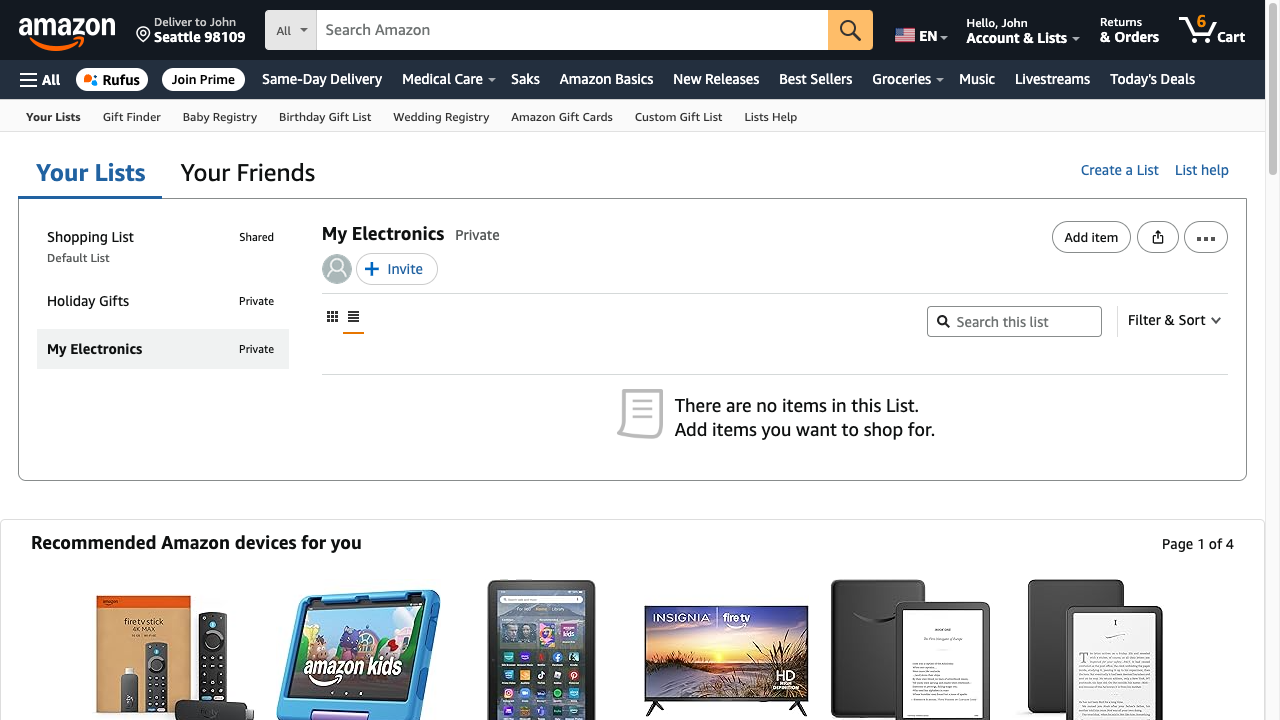 amazon
Deliver to John
Seattle 98109
All
Search Amazon
EN
Hello, John
Account & Lists
Returns
& Orders
6
Cart
All
Rufus
Join Prime
Same-Day Delivery
Medical Care
Saks
Amazon Basics
New Releases
Best Sellers
Groceries
Music
Livestreams
Today's Deals
Your Lists
Gift Finder
Baby Registry
Birthday Gift List
Wedding Registry
Amazon Gift Cards
Custom Gift List
Lists Help
Your Lists
Your Friends
Create a List
List help
Shopping List
Shared
Default List
Holiday Gifts
Private
My Electronics
Private
My Electronics
Private
Add item
Invite
Search this list
Filter & Sort
There are no items in this List.
Add items you want to shop for.
Recommended Amazon devices for you
Page 1 of 4
amazon
fire tv stick
4K MAX
amazon kids
INSIGNIA
fire tv
HD
HIGH
DEFINITION